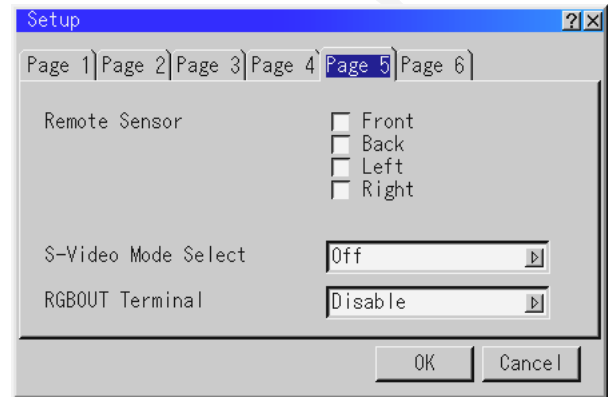 Setup
Page 1 Page 2 Page 3 Page 4 Page 5 Page 6
Remote Sensor
Front
Back
Left
Right
S-Video Mode Select Off
RGBOUT Terminal Disable
OK Cancel